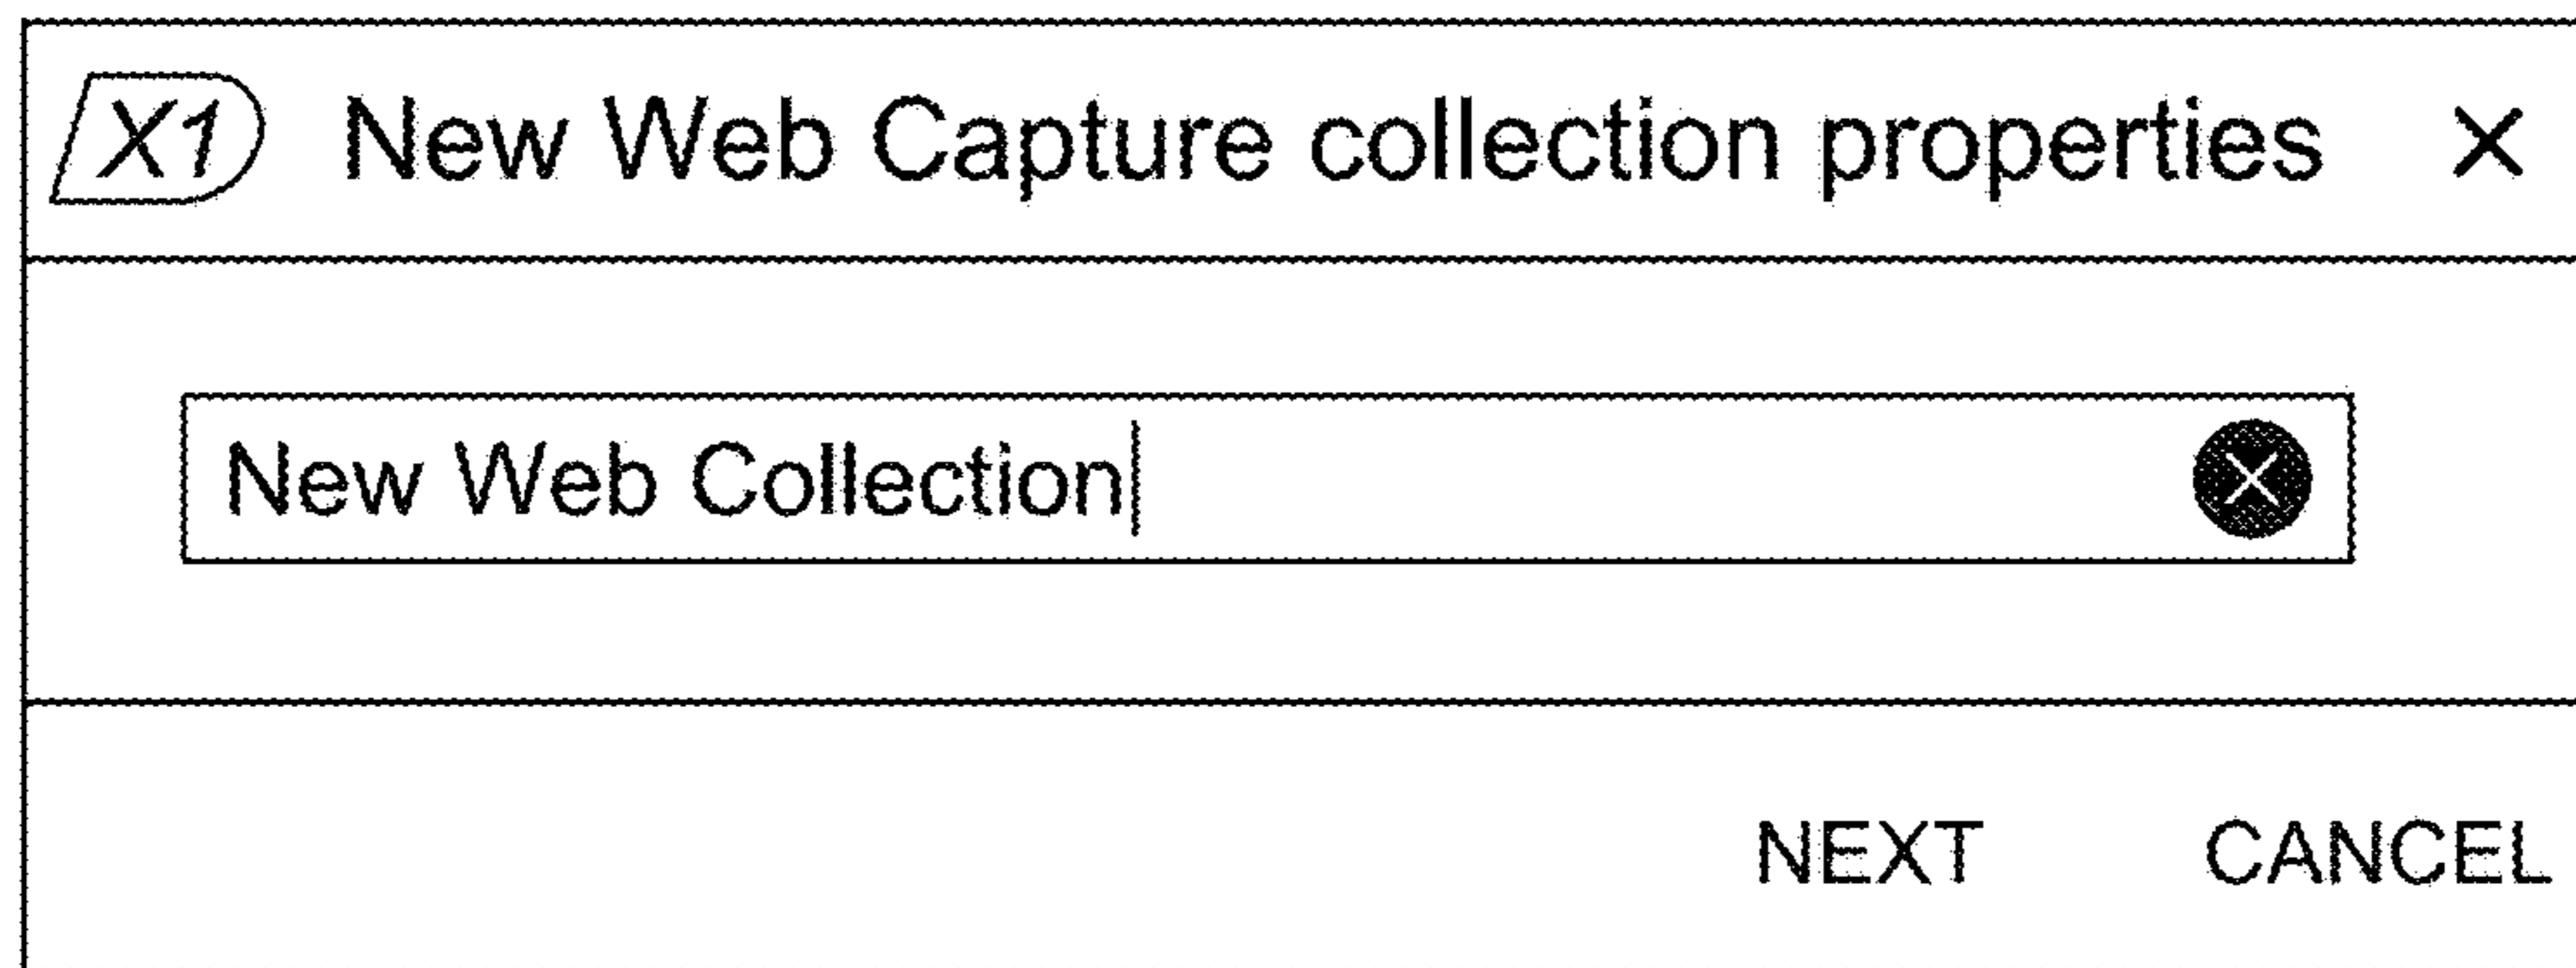 X1 New Web Capture collection properties ×
New Web Collection
NEXT CANCEL